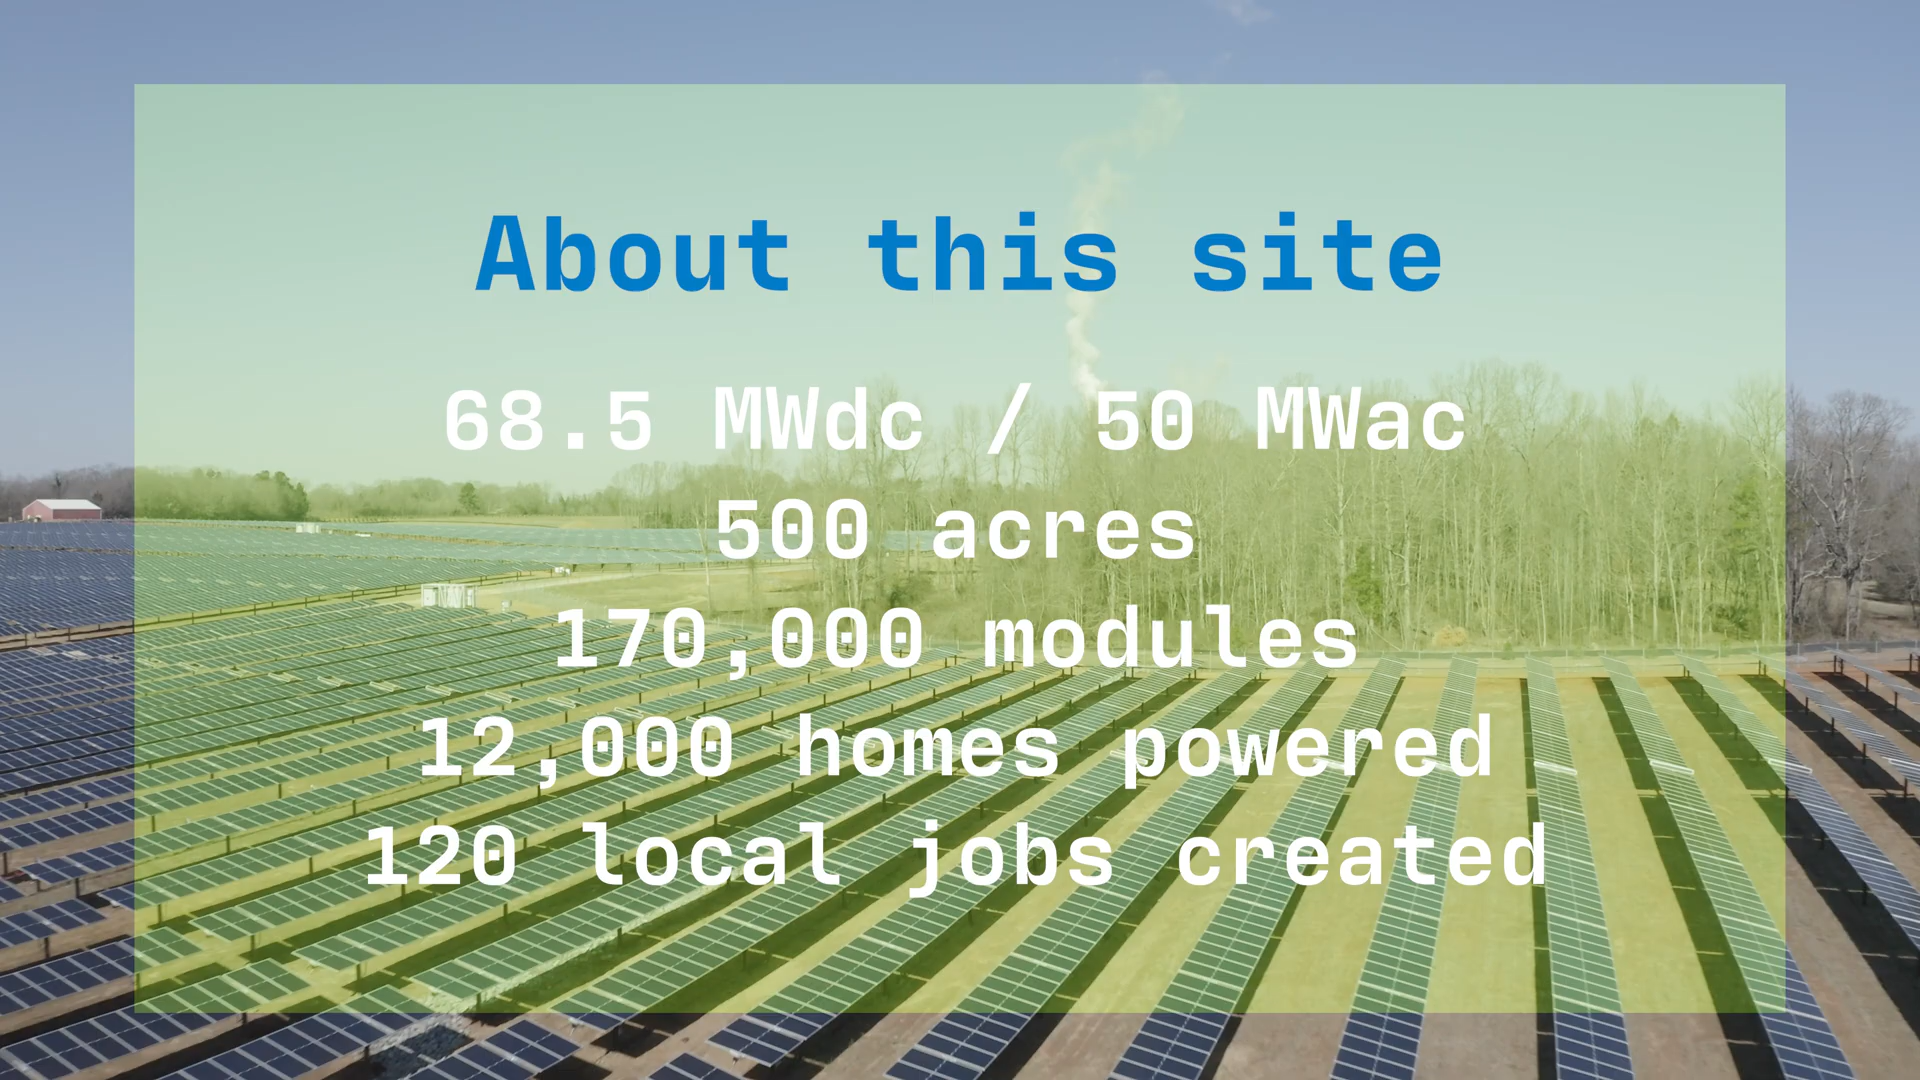 About this site
68.5 MWdc / 50 MWac
500 acres
170,000 modules
12,000 homes powered
120 local jobs created